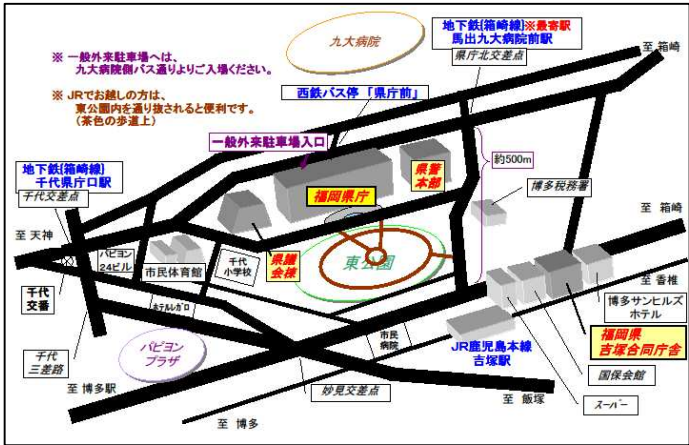 九大病院
地下鉄(箱崎線)※最寄駅
馬出九大病院前駅
県庁北交差点
至 箱崎
※ 一般外来駐車場へは、
九大病院側バス通りよりご入場ください。
※ JRでお越しの方は、
東公園内を通り抜されると便利です。
(茶色の歩道上)
西鉄バス停 「県庁前」
一般外来駐車場入口
約500m
県警
本部
地下鉄(箱崎線)
千代県庁口駅
千代交差点
福岡県庁
博多税務署
至 箱崎
至 天神
パピヨン
24ビル
市民体育館
県議
会棟
千代
小学校
東公園
至 香椎
千代
交番
ホテルレガロ
博多サンヒルズ
ホテル
千代
三差路
パピヨン
プラザ
市民
病院
JR鹿児島本線
吉塚駅
福岡県
吉塚合同庁舎
国保会館
至 博多駅
妙見交差点
至 飯塚
スーパー
至 博多